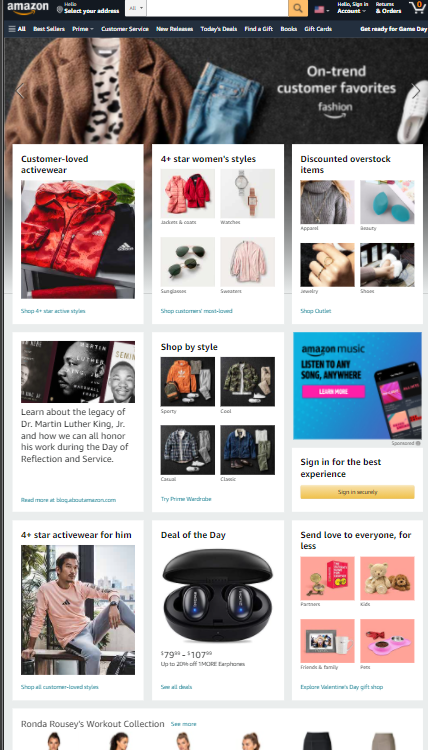 amazon
Hello
Select your address
All
Hello, Sign in
Account
Returns
& Orders
0
Cart
All
Best Sellers
Prime
Customer Service
New Releases
Today's Deals
Find a Gift
Books
Gift Cards
Get ready for Game Day
On-trend
customer favorites
fashion
Customer-loved
activewear
Shop 4+ star active styles
4+ star women's styles
Jackets & coats
Watches
Sunglasses
Sweaters
Shop customers' most-loved
Discounted overstock
items
Apparel
Beauty
Jewelry
Shoes
Shop Outlet
MARTIN
LUTHER
KING, JR.
Learn about the legacy of
Dr. Martin Luther King, Jr.
and how we can all honor
his work during the Day of
Reflection and Service.
Read more at blog.aboutamazon.com
Shop by style
Sporty
Cool
Casual
Classic
Try Prime Wardrobe
amazon music
LISTEN TO ANY
SONG, ANYWHERE
LEARN MORE
Sponsored
Sign in for the best
experience
Sign in securely
4+ star activewear for him
Shop all customer-loved styles
Deal of the Day
$79⁹⁹ - $107⁹⁹
Up to 20% off 1MORE Earphones
See all deals
Send love to everyone, for
less
Partners
Kids
Friends & family
Pets
Explore Valentine's Day gift shop
Ronda Rousey's Workout Collection
See more